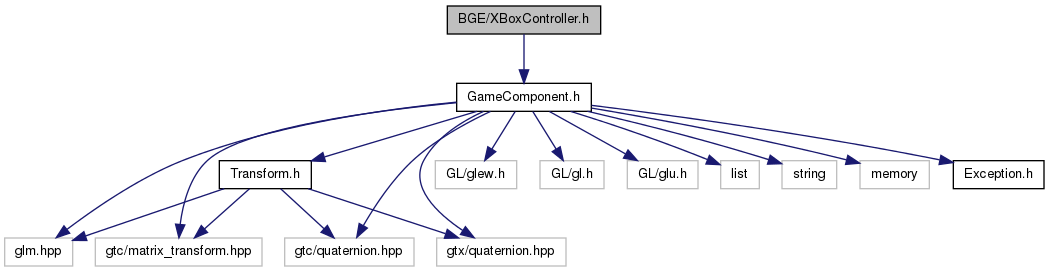 BGE/XBoxController.h
GameComponent.h
Transform.h
GL/glew.h
GL/gl.h
GL/glu.h
list
string
memory
Exception.h
glm.hpp
gtc/matrix_transform.hpp
gtc/quaternion.hpp
gtx/quaternion.hpp